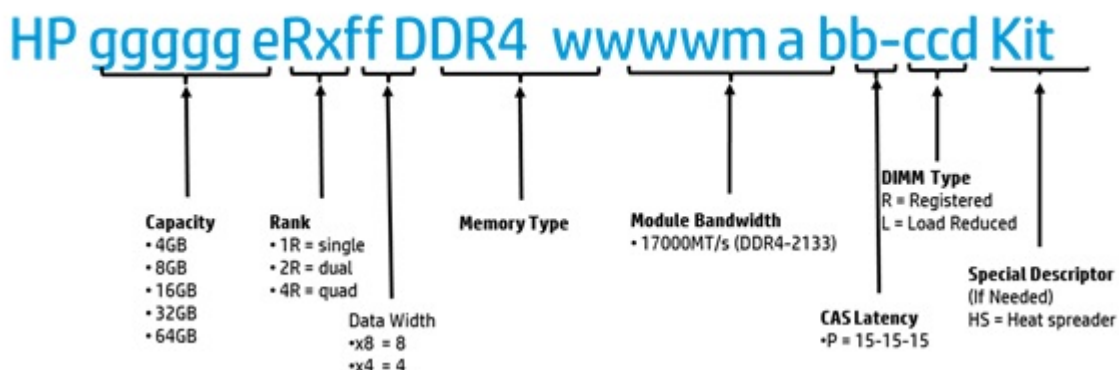 HP ggggg eRxff DDR4 wwwwm a bb-ccd Kit
Capacity
• 4GB
• 8GB
• 16GB
• 32GB
• 64GB
Rank
• 1R = single
• 2R = dual
• 4R = quad
Data Width
•x8 = 8
•x4 = 4
Memory Type
Module Bandwidth
• 17000MT/s (DDR4-2133)
CAS Latency
•P = 15-15-15
DIMM Type
R = Registered
L = Load Reduced
Special Descriptor
(If Needed)
HS = Heat spreader